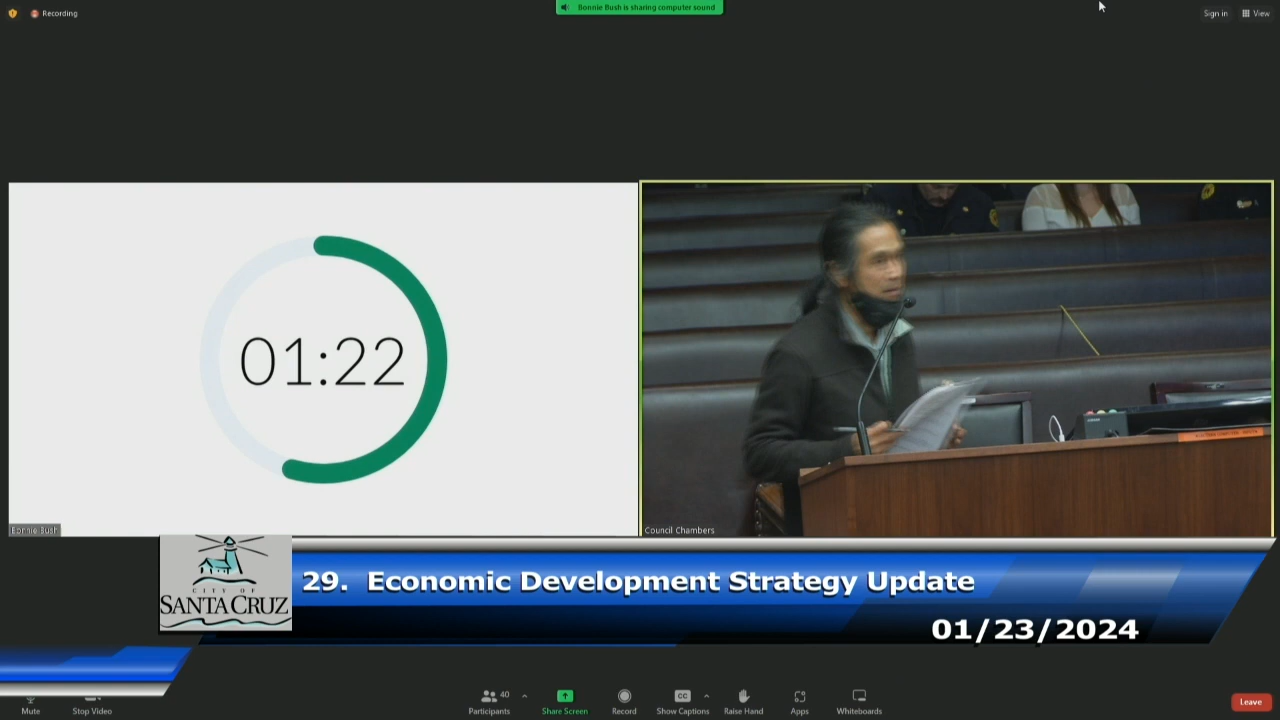 Recording
Bonnie Bush is sharing computer sound
Sign in
View
01:22
Bonnie Bush
Council Chambers
CITY OF
SANTA CRUZ
29. Economic Development Strategy Update
01/23/2024
Mute
Stop Video
Participants
40
Share Screen
Record
CC
Show Captions
Raise Hand
Apps
Whiteboards
Leave